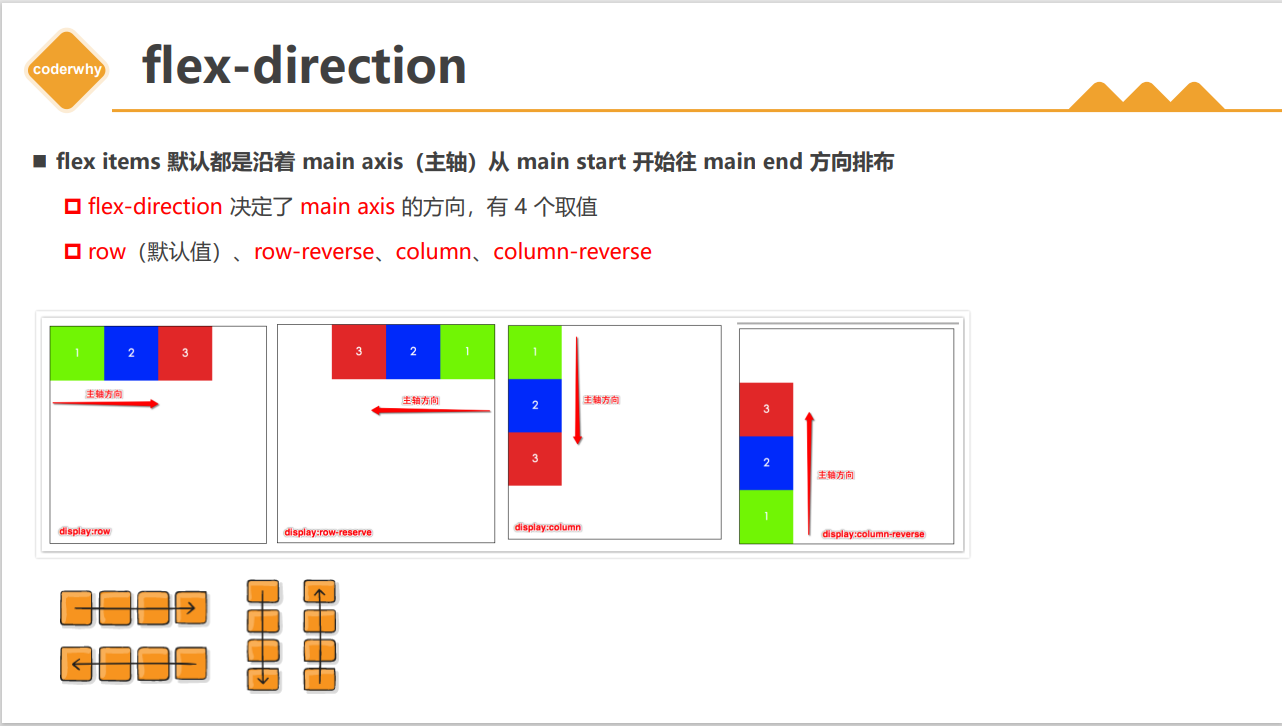 coderwhy
flex-direction
flex items 默认都是沿着 main axis（主轴）从 main start 开始往 main end 方向排布
flex-direction 决定了 main axis 的方向，有 4 个取值
row（默认值）、row-reverse、column、column-reverse
1 2 3
主轴方向
display:row
3 2 1
主轴方向
display:row-reserve
1
2
3
主轴方向
display:column
3
2
1
主轴方向
display:column-reverse